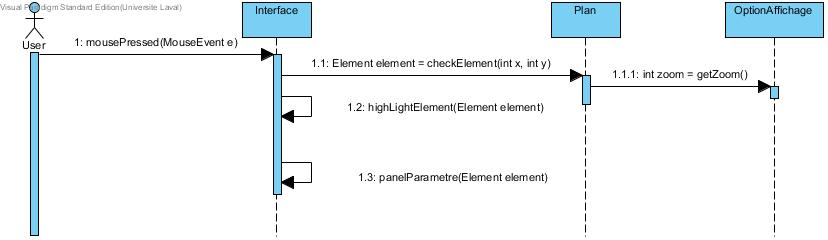 Visual Paradigm Standard Edition(Universite Laval)
Interface
Plan
OptionAffichage
User
1: mousePressed(MouseEvent e)
1.1: Element element = checkElement(int x, int y)
1.1.1: int zoom = getZoom()
1.2: highLightElement(Element element)
1.3: panelParametre(Element element)